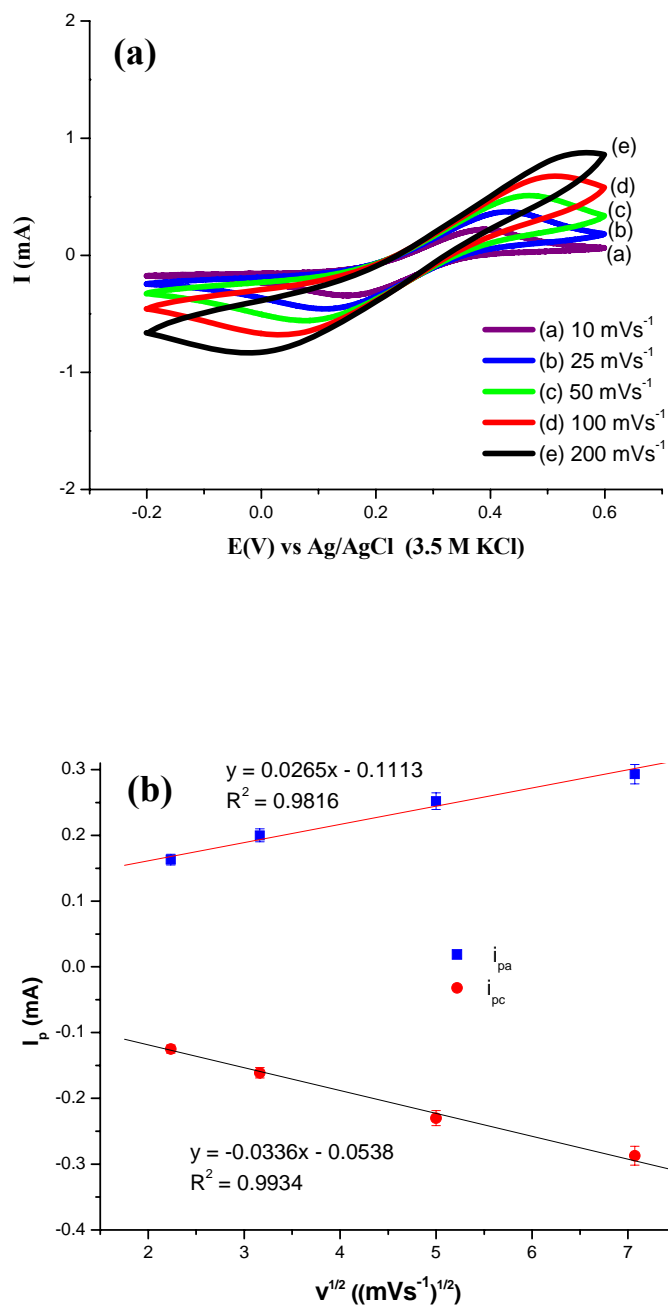 (a)
2
1
0
-1
-2
I (mA)
(e)
(d)
(c)
(b)
(a)
(a) 10 mVs⁻¹
(b) 25 mVs⁻¹
(c) 50 mVs⁻¹
(d) 100 mVs⁻¹
(e) 200 mVs⁻¹
-0.2 0.0 0.2 0.4 0.6
E(V) vs Ag/AgCl (3.5 M KCl)
(b)
y = 0.0265x - 0.1113
R² = 0.9816
0.3
0.2
0.1
0.0
-0.1
-0.2
-0.3
-0.4
I_p (mA)
i_pa
i_pc
y = -0.0336x - 0.0538
R² = 0.9934
2 3 4 5 6 7
v^1/2 ((mVs⁻¹)^1/2)